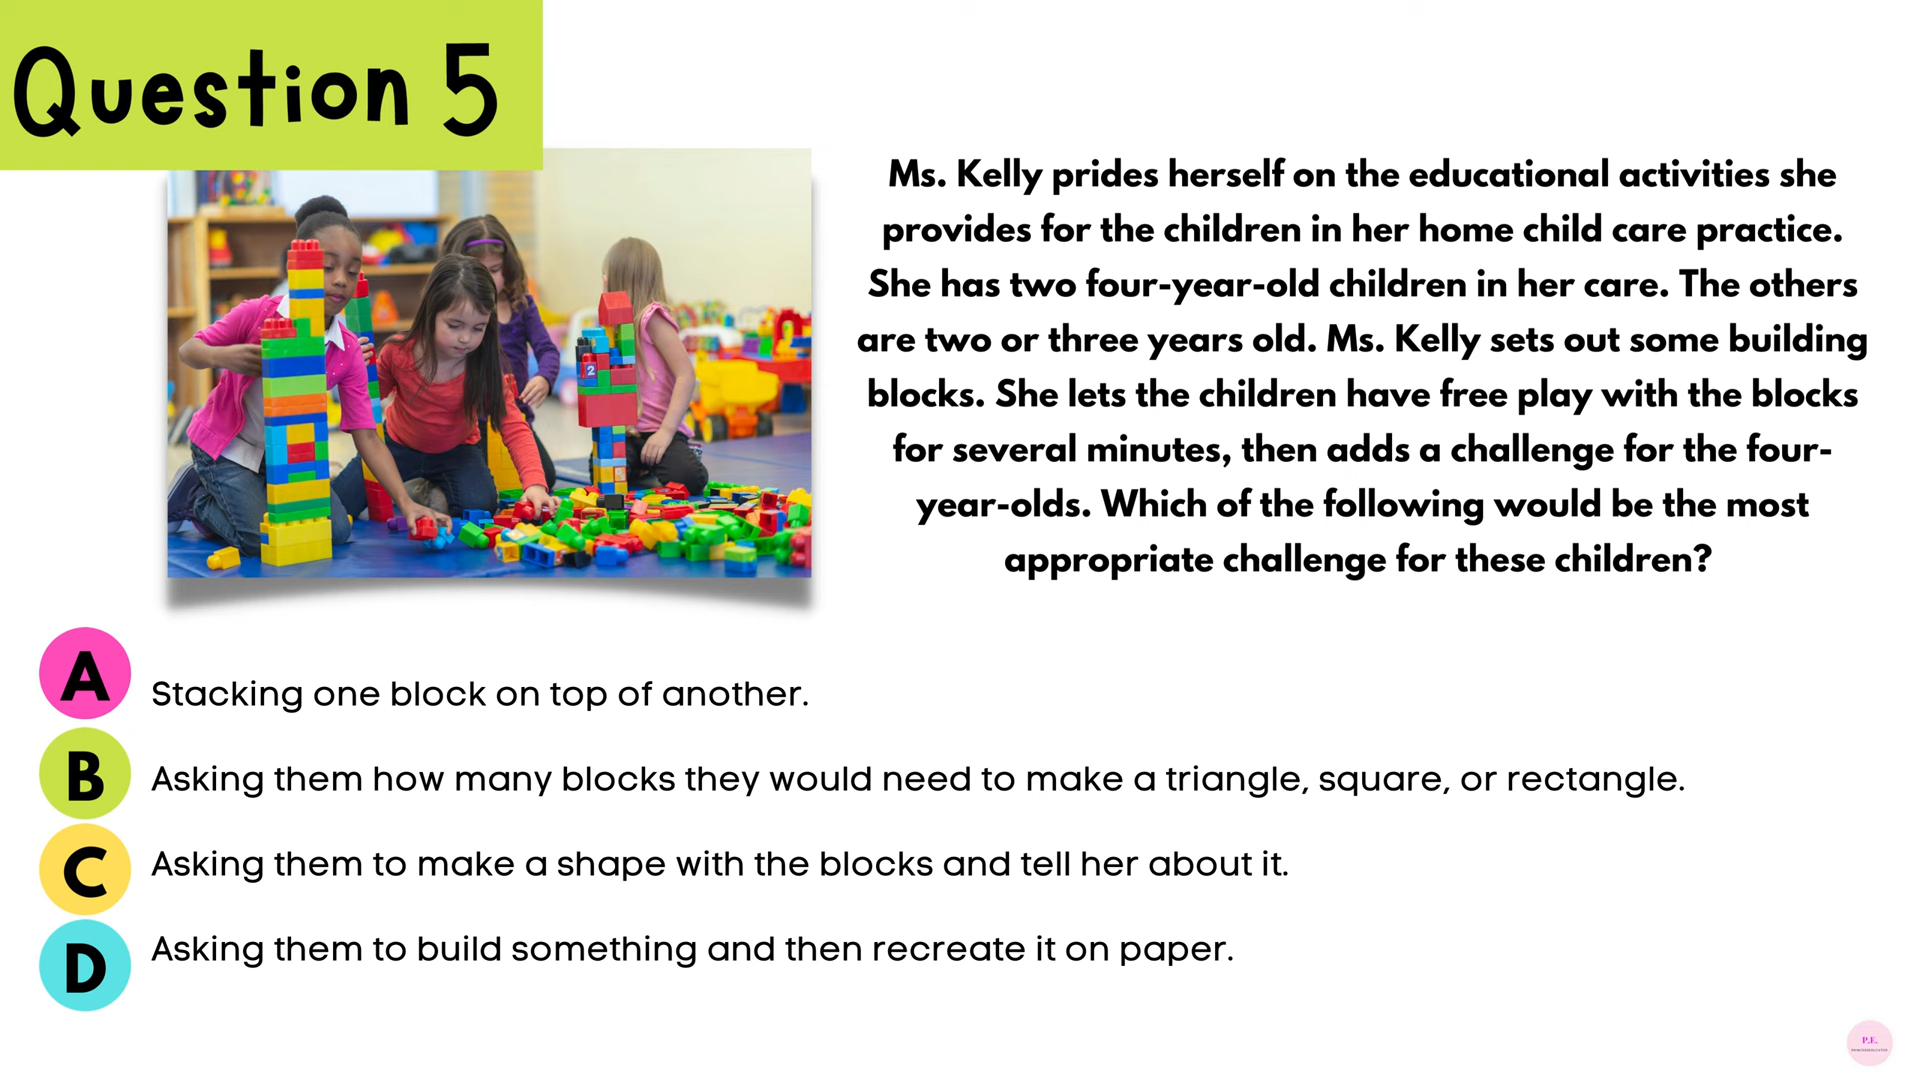 Question 5
Ms. Kelly prides herself on the educational activities she
provides for the children in her home child care practice.
She has two four-year-old children in her care. The others
are two or three years old. Ms. Kelly sets out some building
blocks. She lets the children have free play with the blocks
for several minutes, then adds a challenge for the four-
year-olds. Which of the following would be the most
appropriate challenge for these children?
2
A Stacking one block on top of another.
B Asking them how many blocks they would need to make a triangle, square, or rectangle.
C Asking them to make a shape with the blocks and tell her about it.
D Asking them to build something and then recreate it on paper.
P.E.